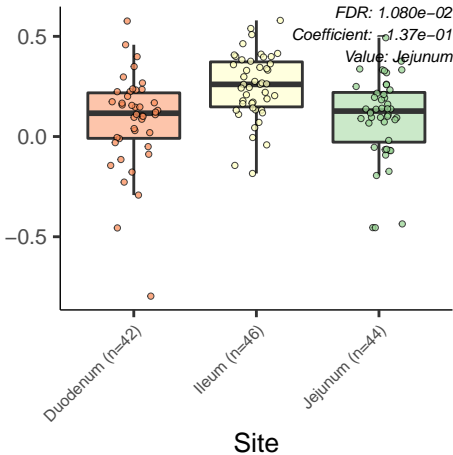 FDR: 1.080e−02
Coefficient: −1.37e−01
Value: Jejunum
0.5
0.0
−0.5
Duodenum (n=42)
Ileum (n=46)
Jejunum (n=44)
Site